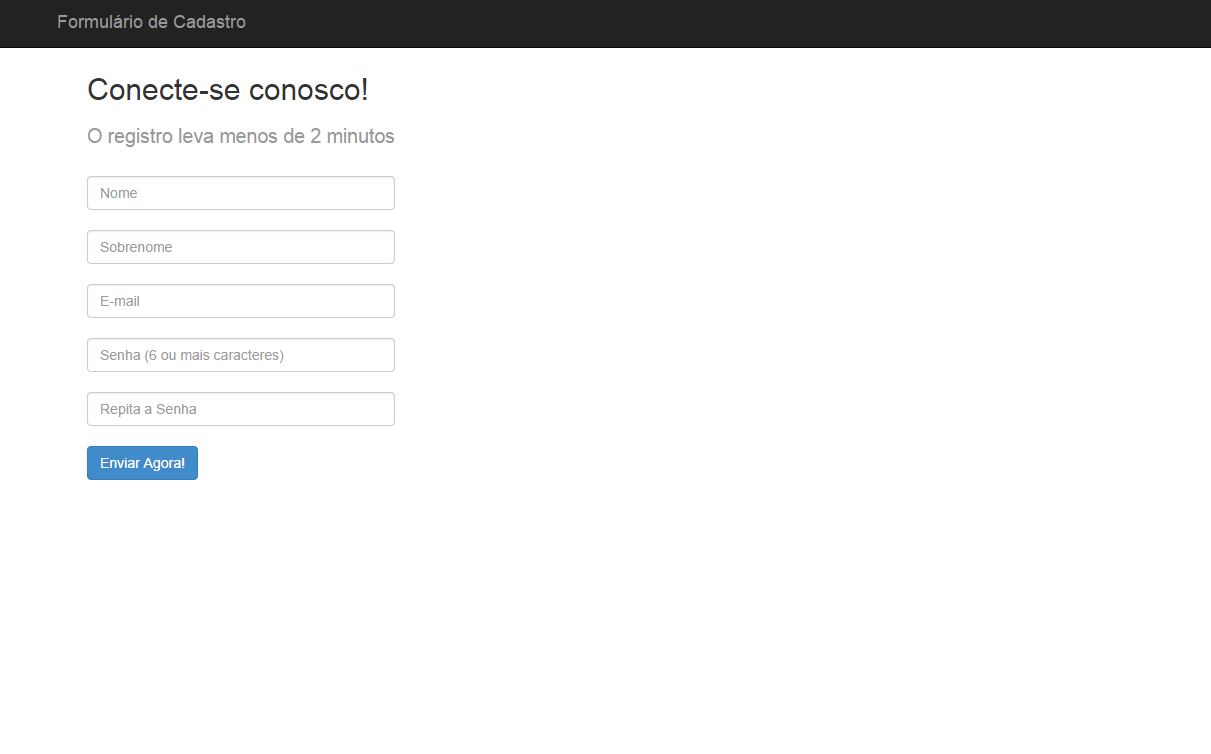 Formulário de Cadastro
Conecte-se conosco!
O registro leva menos de 2 minutos
Nome
Sobrenome
E-mail
Senha (6 ou mais caracteres)
Repita a Senha
Enviar Agora!